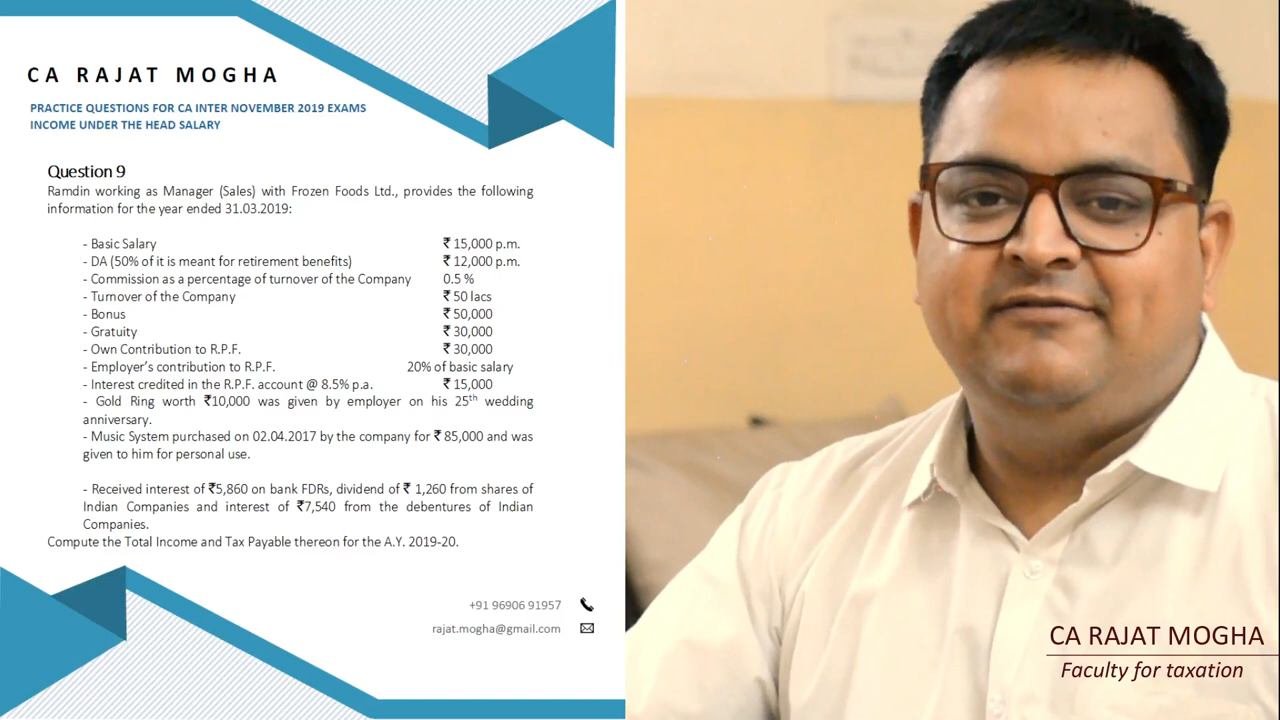 CA RAJAT MOGHA
PRACTICE QUESTIONS FOR CA INTER NOVEMBER 2019 EXAMS
INCOME UNDER THE HEAD SALARY
Question 9
Ramdin working as Manager (Sales) with Frozen Foods Ltd., provides the following
information for the year ended 31.03.2019:
- Basic Salary ₹ 15,000 p.m.
- DA (50% of it is meant for retirement benefits) ₹ 12,000 p.m.
- Commission as a percentage of turnover of the Company 0.5 %
- Turnover of the Company ₹ 50 lacs
- Bonus ₹ 50,000
- Gratuity ₹ 30,000
- Own Contribution to R.P.F. ₹ 30,000
- Employer's contribution to R.P.F. 20% of basic salary
- Interest credited in the R.P.F. account @ 8.5% p.a. ₹ 15,000
- Gold Ring worth ₹10,000 was given by employer on his 25th wedding
anniversary.
- Music System purchased on 02.04.2017 by the company for ₹ 85,000 and was
given to him for personal use.
- Received interest of ₹5,860 on bank FDRs, dividend of ₹ 1,260 from shares of
Indian Companies and interest of ₹7,540 from the debentures of Indian
Companies.
Compute the Total Income and Tax Payable thereon for the A.Y. 2019-20.
+91 96906 91957
rajat.mogha@gmail.com
CA RAJAT MOGHA
Faculty for taxation